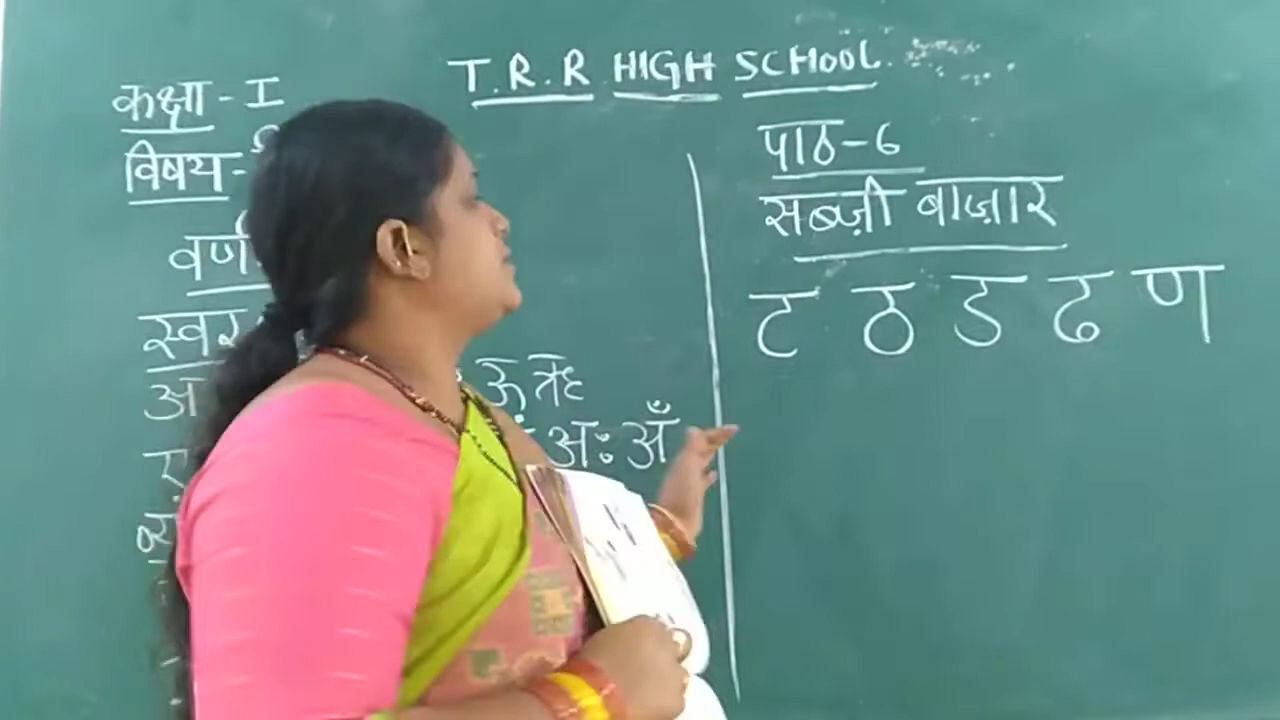 T.R.R HIGH SCHOOL.
कक्षा - I
विषय -
स्वर
अ
ऊ ऋ
अः अँ
पाठ-6
सब्ज़ी बाज़ार
ट ठ ड ढ ण